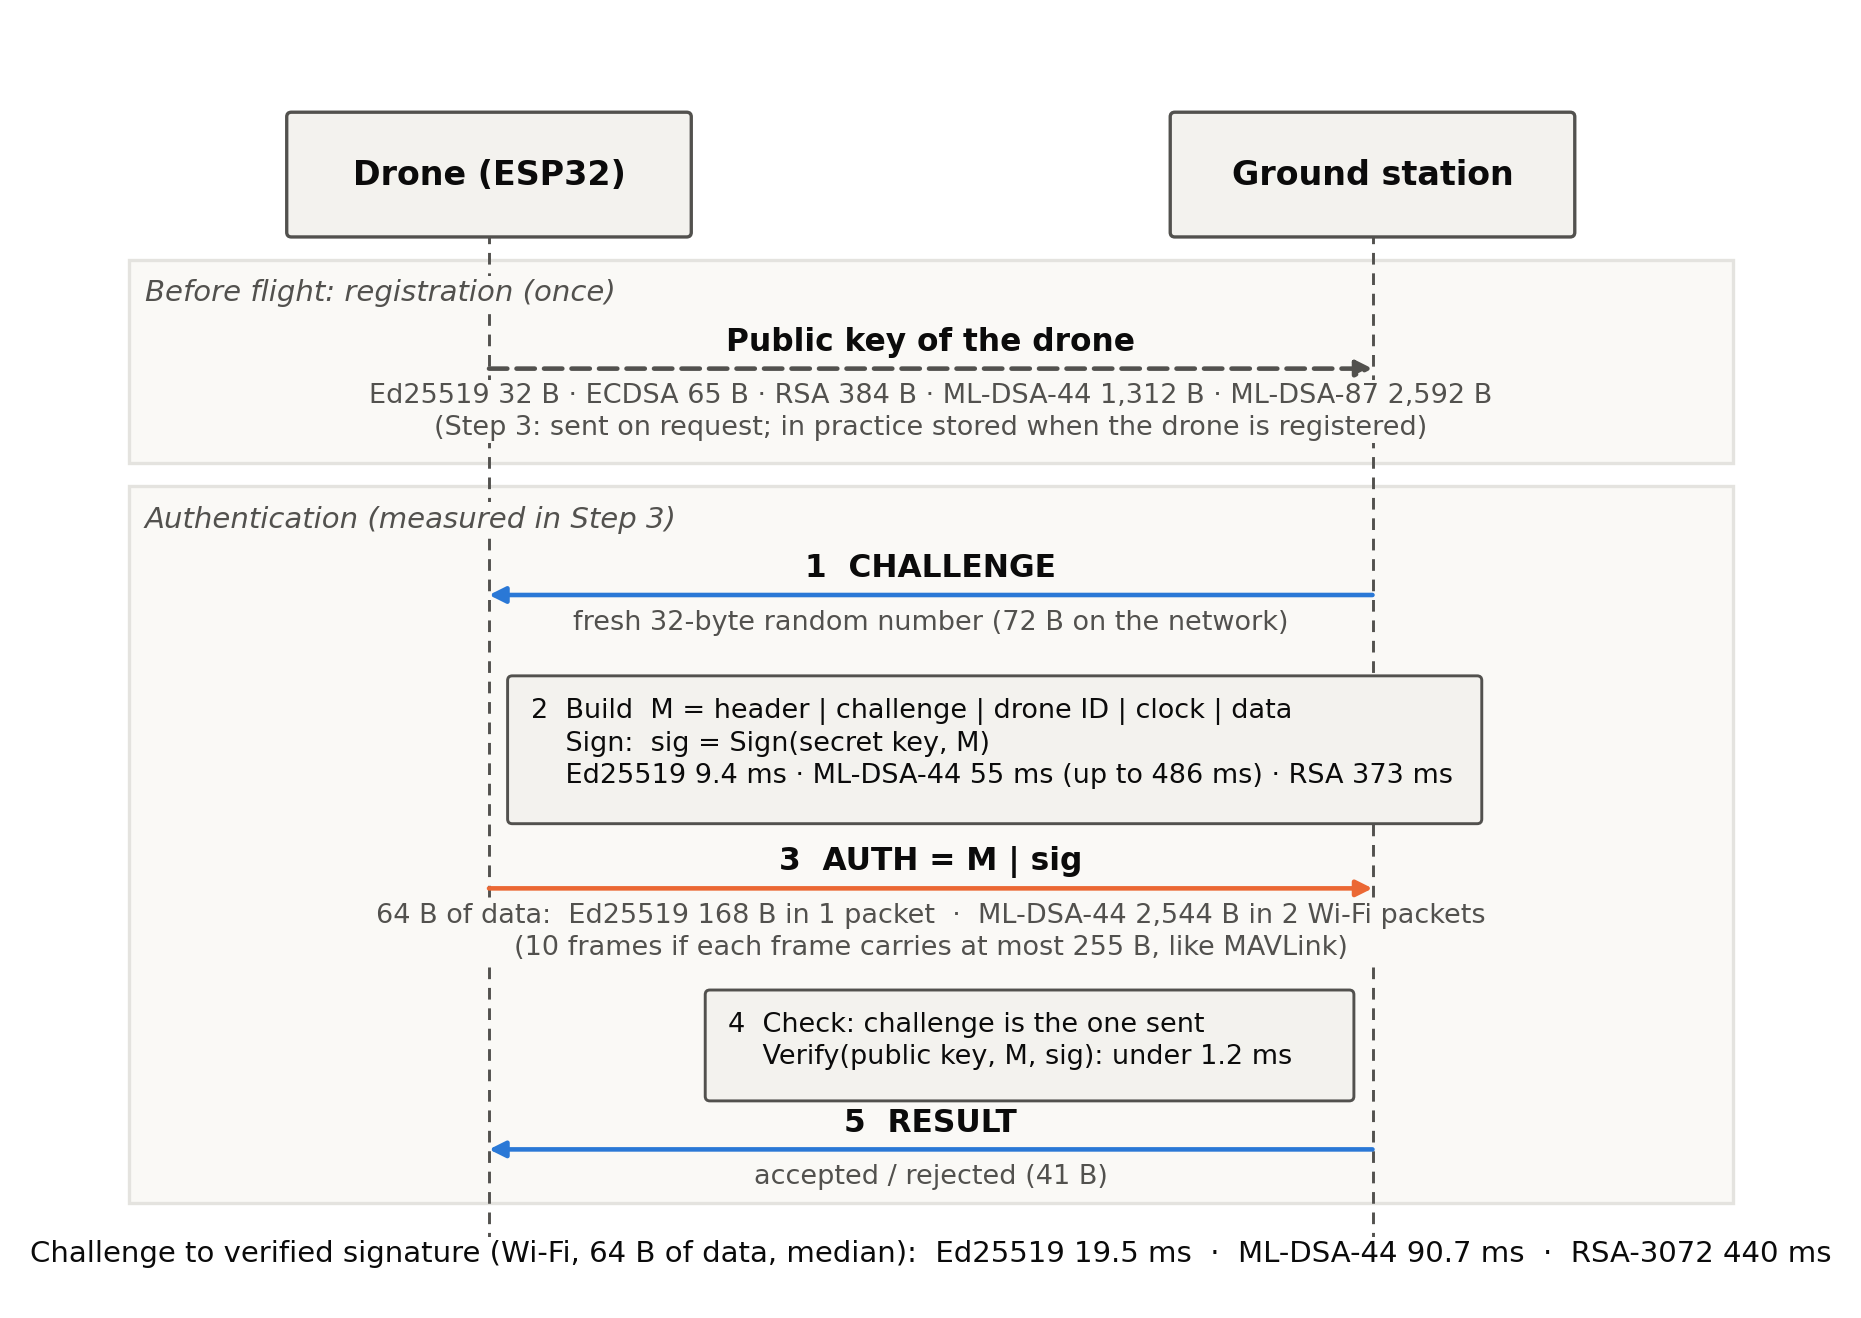 Drone (ESP32)
Ground station
Before flight: registration (once)
Public key of the drone
Ed25519 32 B · ECDSA 65 B · RSA 384 B · ML-DSA-44 1,312 B · ML-DSA-87 2,592 B
(Step 3: sent on request; in practice stored when the drone is registered)
Authentication (measured in Step 3)
1 CHALLENGE
fresh 32-byte random number (72 B on the network)
2 Build M = header | challenge | drone ID | clock | data
Sign: sig = Sign(secret key, M)
Ed25519 9.4 ms · ML-DSA-44 55 ms (up to 486 ms) · RSA 373 ms
3 AUTH = M | sig
64 B of data: Ed25519 168 B in 1 packet · ML-DSA-44 2,544 B in 2 Wi-Fi packets
(10 frames if each frame carries at most 255 B, like MAVLink)
4 Check: challenge is the one sent
Verify(public key, M, sig): under 1.2 ms
5 RESULT
accepted / rejected (41 B)
Challenge to verified signature (Wi-Fi, 64 B of data, median): Ed25519 19.5 ms · ML-DSA-44 90.7 ms · RSA-3072 440 ms